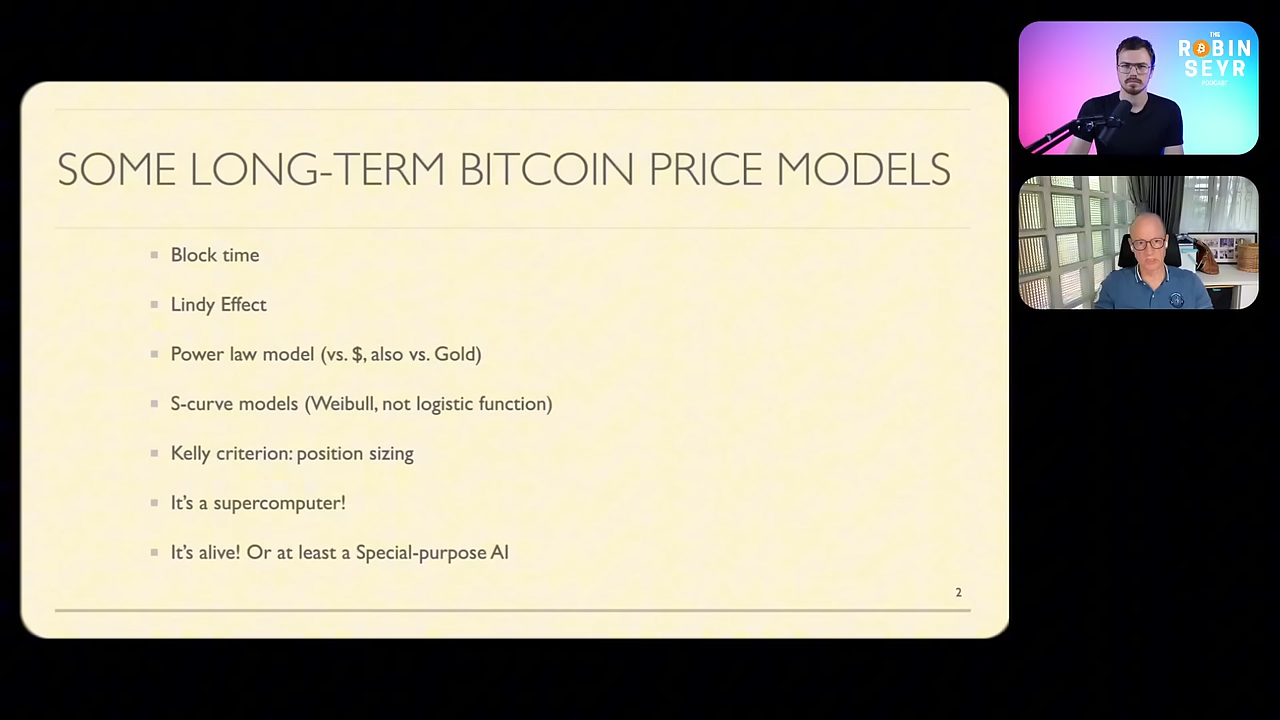 SOME LONG-TERM BITCOIN PRICE MODELS
Block time
Lindy Effect
Power law model (vs. $, also vs. Gold)
S-curve models (Weibull, not logistic function)
Kelly criterion: position sizing
It's a supercomputer!
It's alive! Or at least a Special-purpose AI
2
THE
ROBIN
SEYR
PODCAST